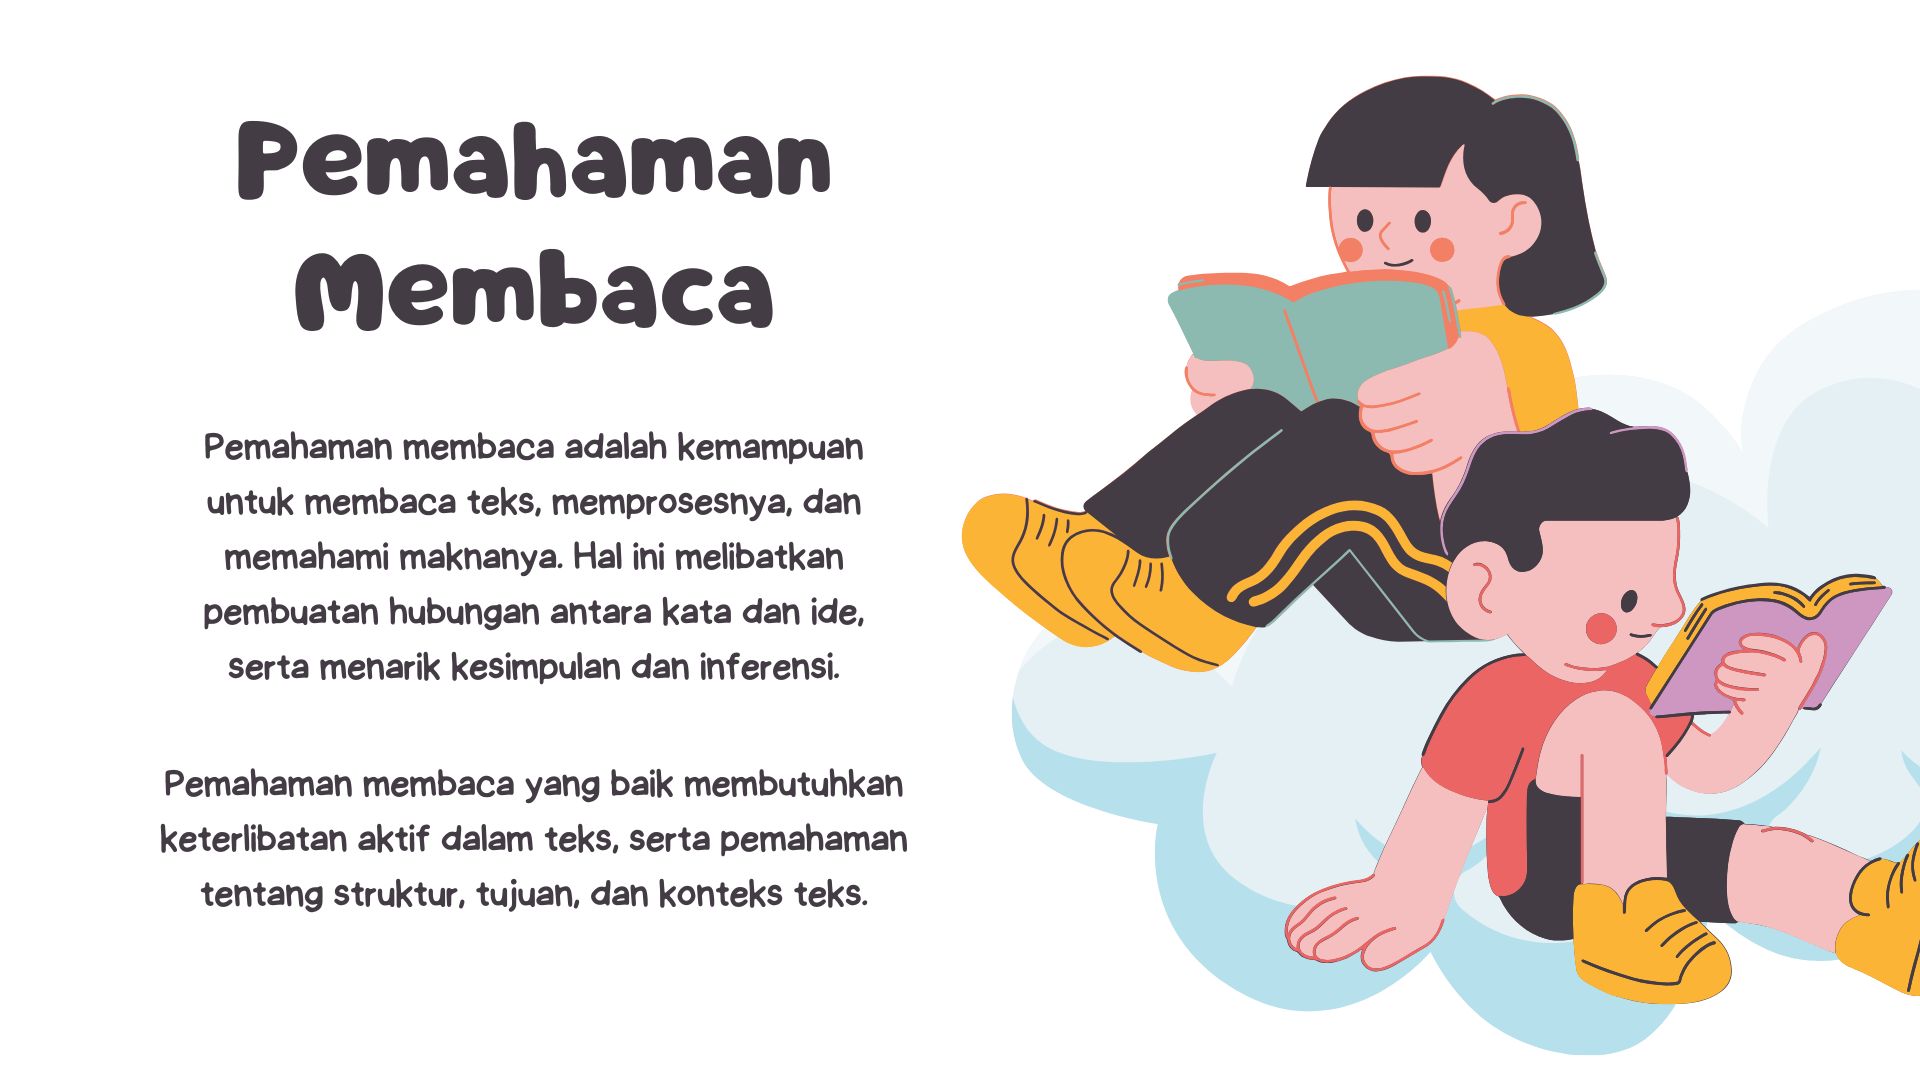 Pemahaman
Membaca
Pemahaman membaca adalah kemampuan
untuk membaca teks, memprosesnya, dan
memahami maknanya. Hal ini melibatkan
pembuatan hubungan antara kata dan ide,
serta menarik kesimpulan dan inferensi.
Pemahaman membaca yang baik membutuhkan
keterlibatan aktif dalam teks, serta pemahaman
tentang struktur, tujuan, dan konteks teks.